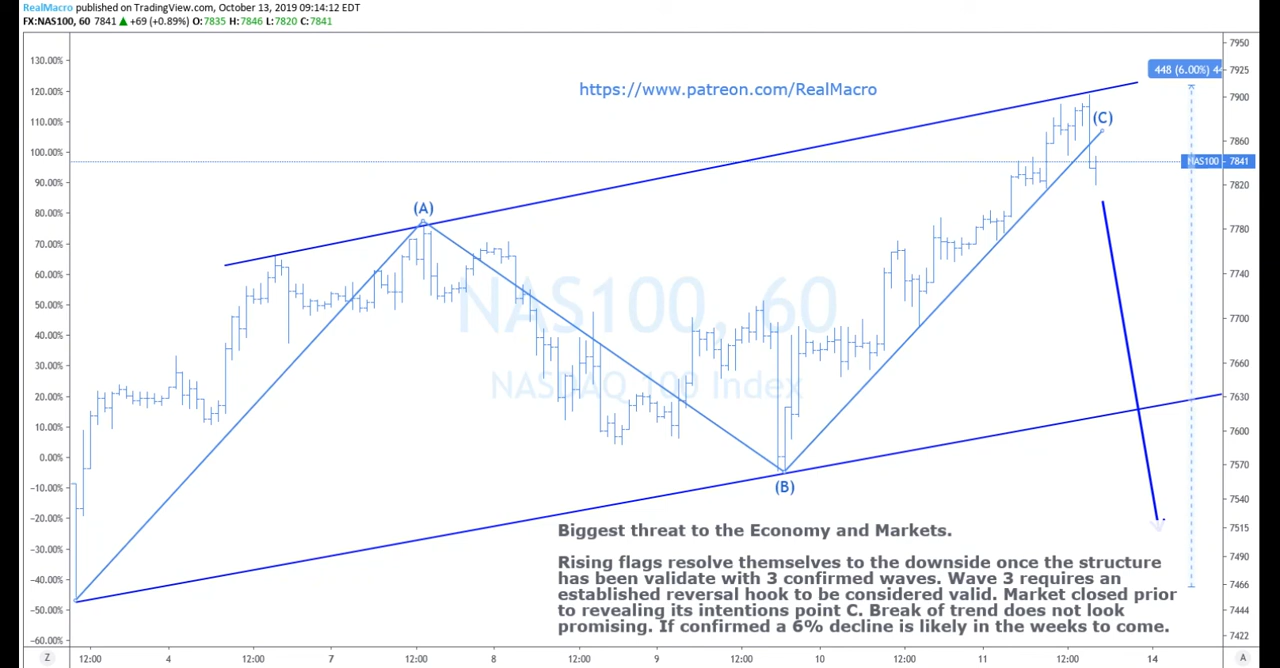 RealMacro published on TradingView.com, October 13, 2019 09:14:12 EDT
FX:NAS100, 60 7841 ▲ +69 (+0.89%) O:7835 H:7846 L:7820 C:7841
130.00%
120.00%
110.00%
100.00%
90.00%
80.00%
70.00%
60.00%
50.00%
40.00%
30.00%
20.00%
10.00%
0.00%
-10.00%
-20.00%
-30.00%
-40.00%
-50.00%
-60.00%
https://www.patreon.com/RealMacro
448 (6.00%) 44
(A)
(B)
(C)
NAS100, 60
NASDAQ 100 Index
NAS100 7841
7950
7925
7900
7860
7820
7780
7740
7700
7660
7630
7600
7570
7540
7515
7490
7466
7444
7422
Biggest threat to the Economy and Markets.
Rising flags resolve themselves to the downside once the structure
has been validate with 3 confirmed waves. Wave 3 requires an
established reversal hook to be considered valid. Market closed prior
to revealing its intentions point C. Break of trend does not look
promising. If confirmed a 6% decline is likely in the weeks to come.
Z 12:00 4 12:00 7 12:00 8 12:00 9 12:00 10 12:00 11 12:00 14 A